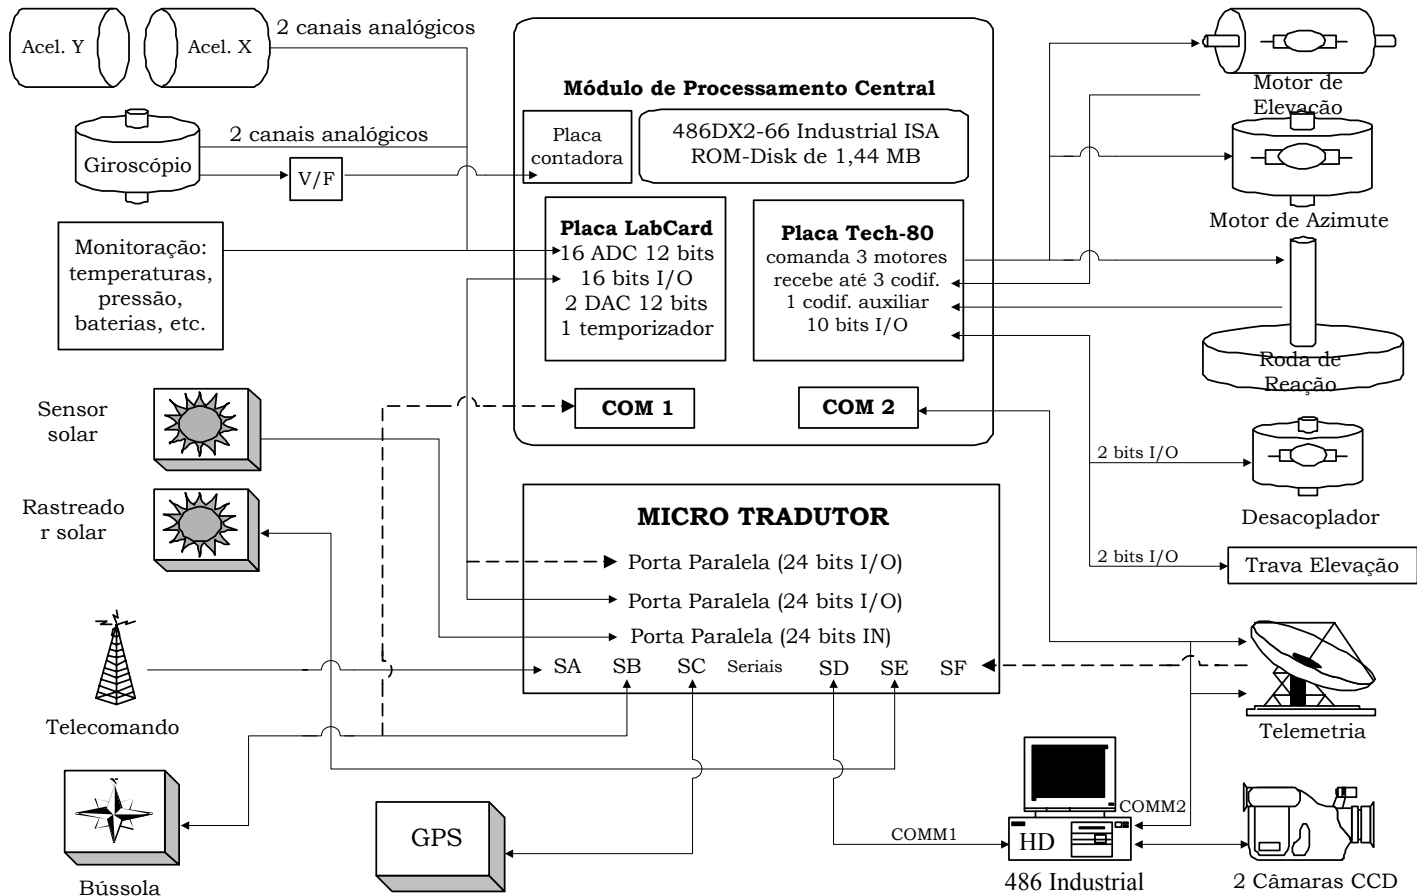 Acel. Y
Acel. X
2 canais analógicos
Giroscópio
2 canais analógicos
V/F
Monitoração:
temperaturas,
pressão,
baterias, etc.
Sensor
solar
Rastreado
r solar
Telecomando
Bússola
GPS
Módulo de Processamento Central
Placa
contadora
486DX2-66 Industrial ISA
ROM-Disk de 1,44 MB
Placa LabCard
16 ADC 12 bits
16 bits I/O
2 DAC 12 bits
1 temporizador
Placa Tech-80
comanda 3 motores
recebe até 3 codif.
1 codif. auxiliar
10 bits I/O
COM 1
COM 2
MICRO TRADUTOR
Porta Paralela (24 bits I/O)
Porta Paralela (24 bits I/O)
Porta Paralela (24 bits IN)
SA
SB
SC
Seriais
SD
SE
SF
Motor de
Elevação
Motor de Azimute
Roda de
Reação
2 bits I/O
Desacoplador
2 bits I/O
Trava Elevação
Telemetria
COMM2
COMM1
HD
486 Industrial
2 Câmaras CCD
r